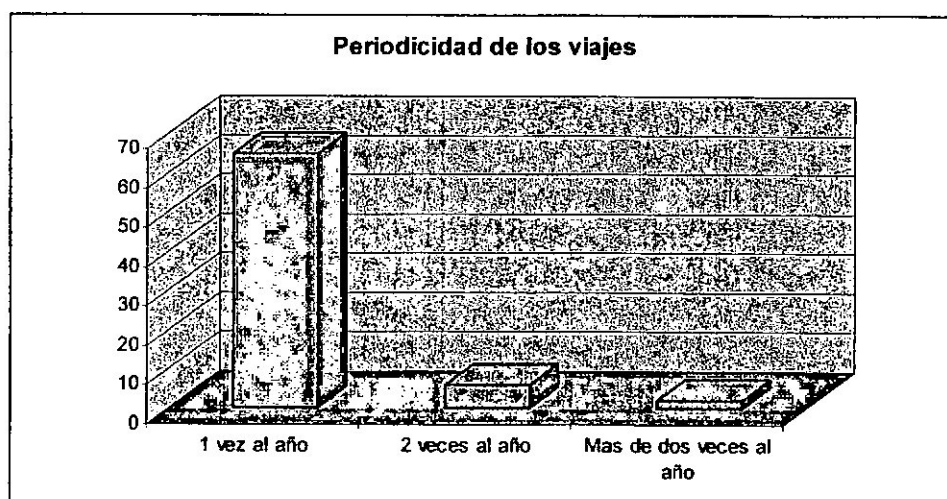 Periodicidad de los viajes
70
60
50
40
30
20
10
0
1 vez al año
2 veces al año
Mas de dos veces al
año